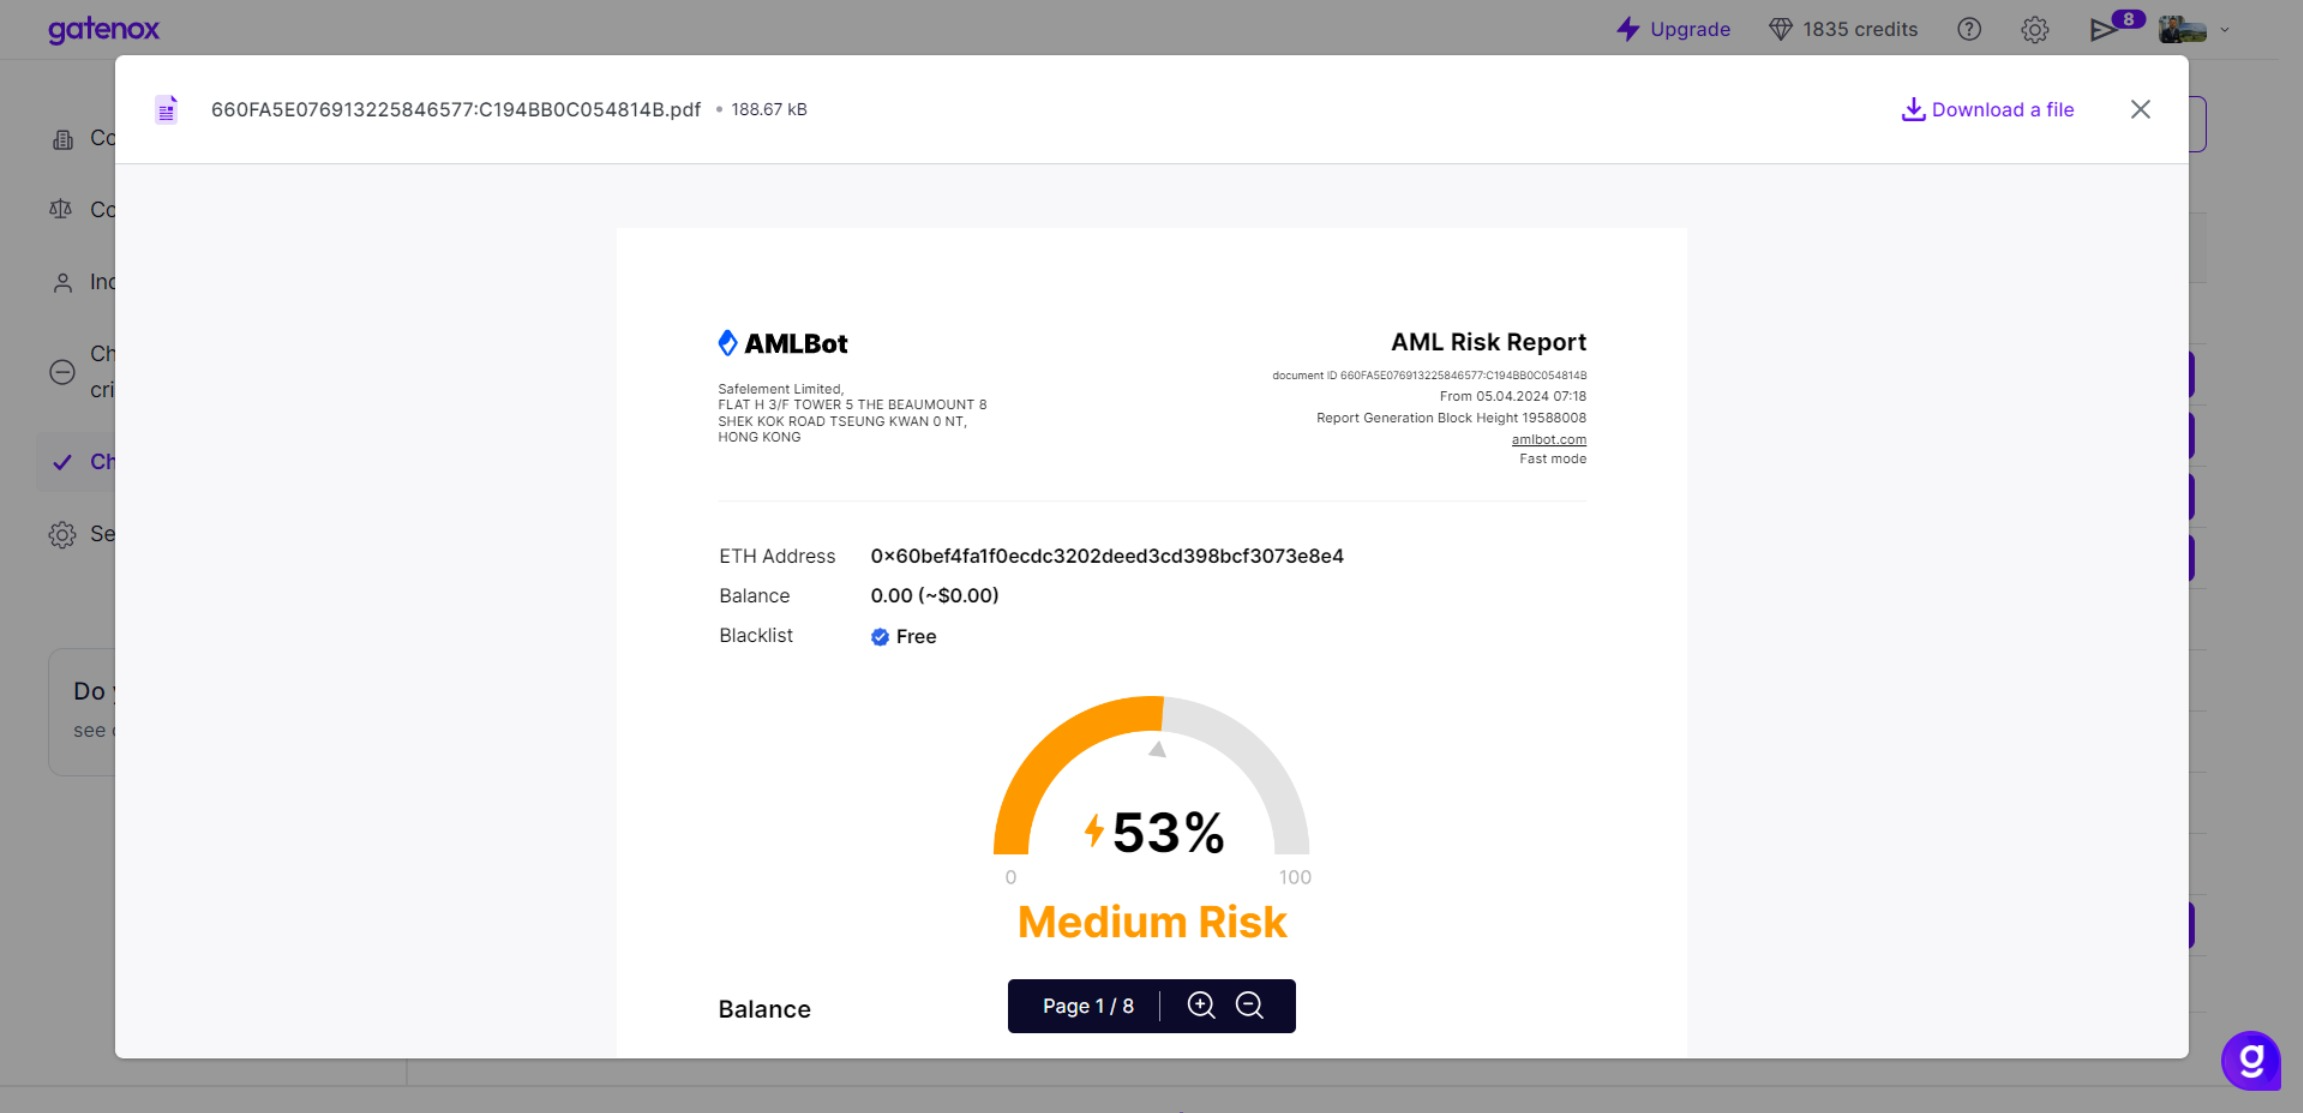 gatenox
Upgrade
1835 credits
8
660FA5E076913225846577:C194BB0C054814B.pdf • 188.67 kB
Download a file
Co
Co
Ch
cri
Ch
Se
Do
see
AMLBot
AML Risk Report
Safelement Limited,
FLAT H 3/F TOWER 5 THE BEAUMOUNT 8
SHEK KOK ROAD TSEUNG KWAN 0 NT,
HONG KONG
document ID 660FA5E076913225846577:C194BB0C054814B
From 05.04.2024 07:18
Report Generation Block Height 19588008
amlbot.com
Fast mode
ETH Address 0x60bef4fa1f0ecdc3202deed3cd398bcf3073e8e4
Balance 0.00 (~$0.00)
Blacklist Free
53%
0 100
Medium Risk
Balance
Page 1 / 8
g